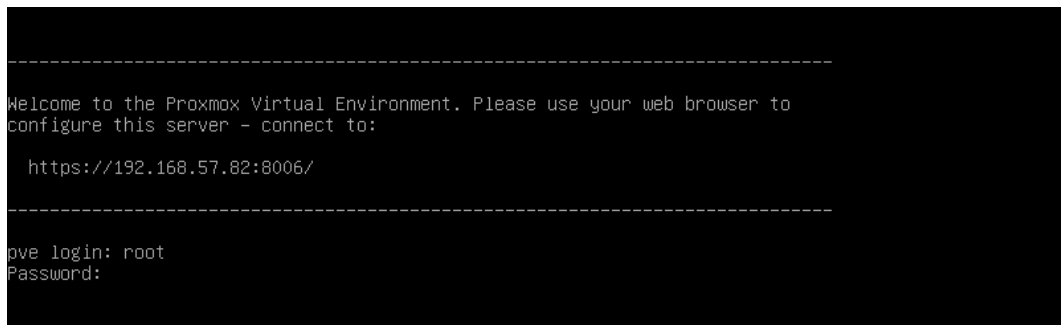 ------------------------------------------------------------------------------
Welcome to the Proxmox Virtual Environment. Please use your web browser to
configure this server - connect to:
https://192.168.57.82:8006/
------------------------------------------------------------------------------
pve login: root
Password: